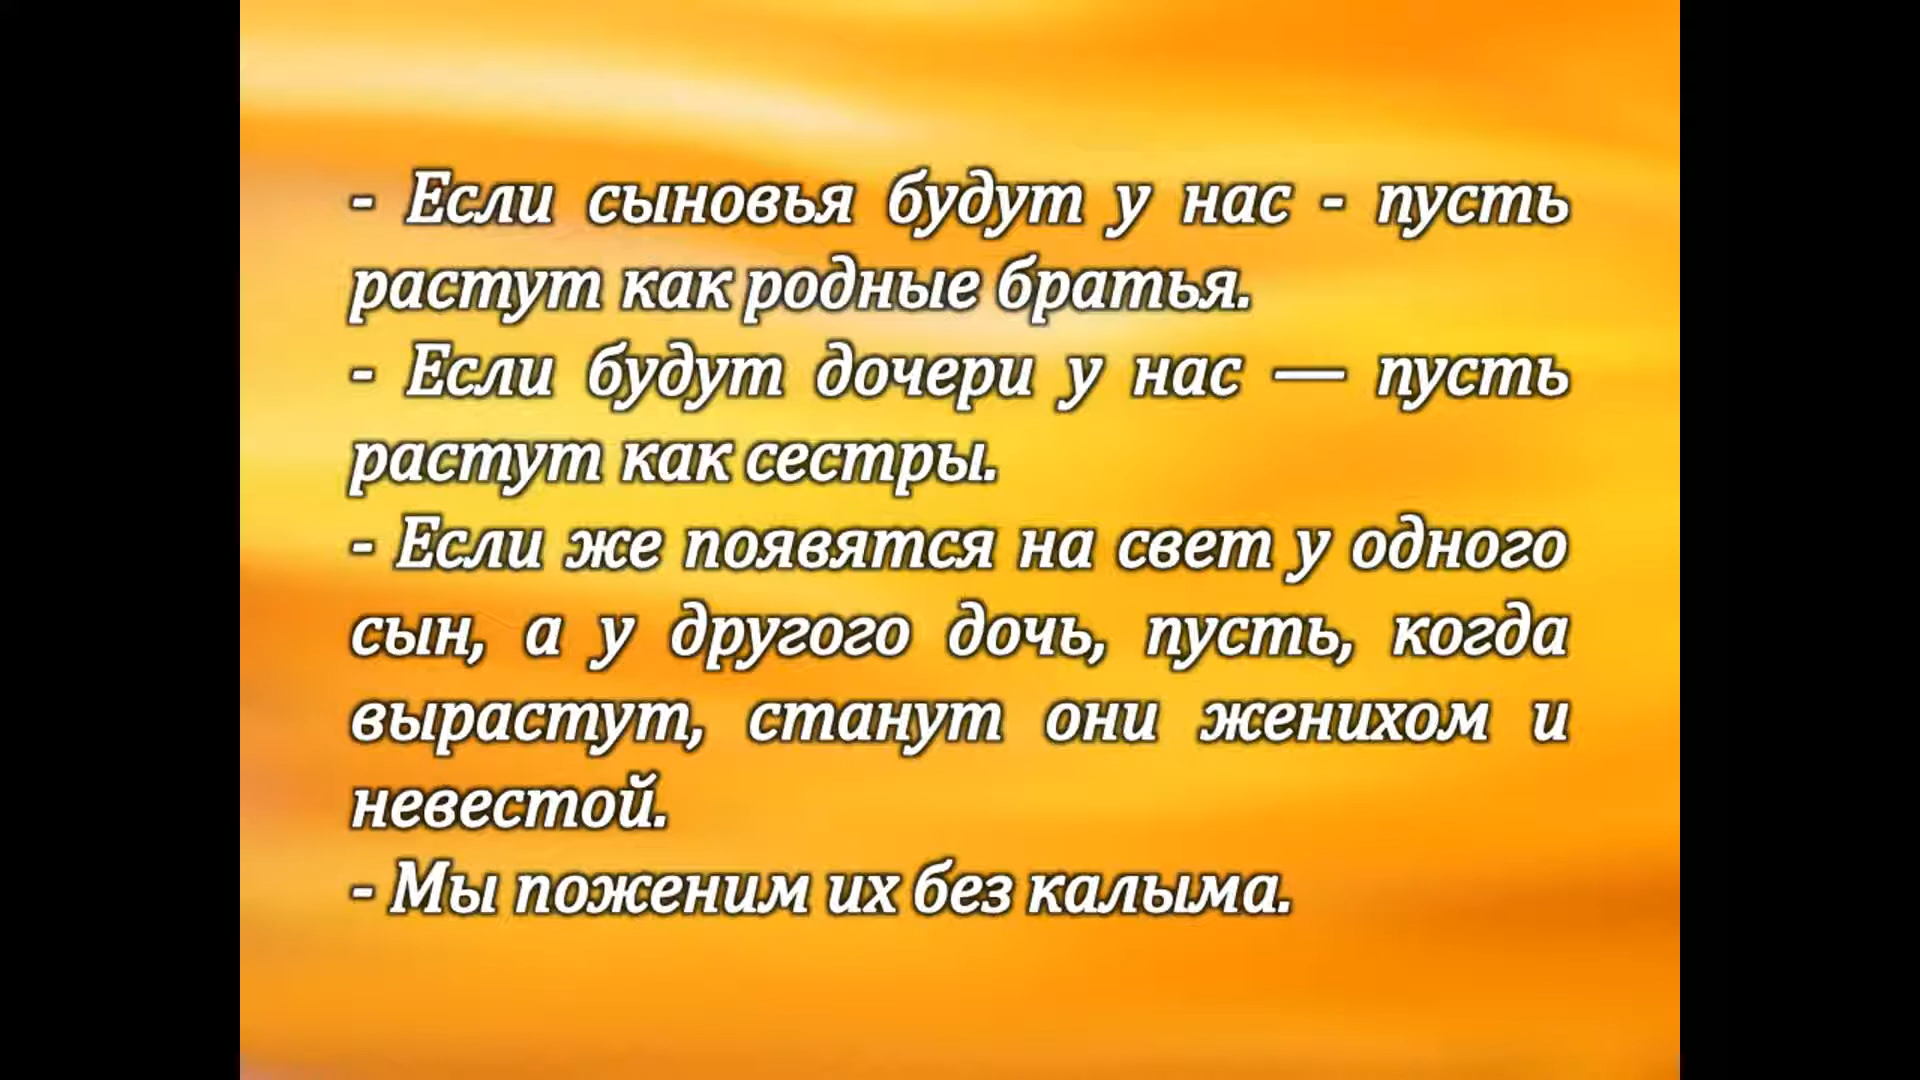 - Если сыновья будут у нас - пусть
растут как родные братья.
- Если будут дочери у нас — пусть
растут как сестры.
- Если же появятся на свет у одного
сын, а у другого дочь, пусть, когда
вырастут, станут они женихом и
невестой.
- Мы поженим их без калыма.